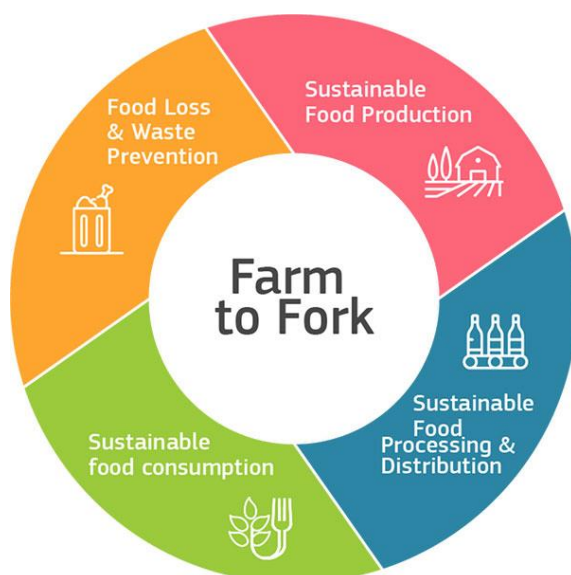 Farm
to Fork
Sustainable
Food Production
Sustainable
Food
Processing &
Distribution
Sustainable
food consumption
Food Loss
& Waste
Prevention